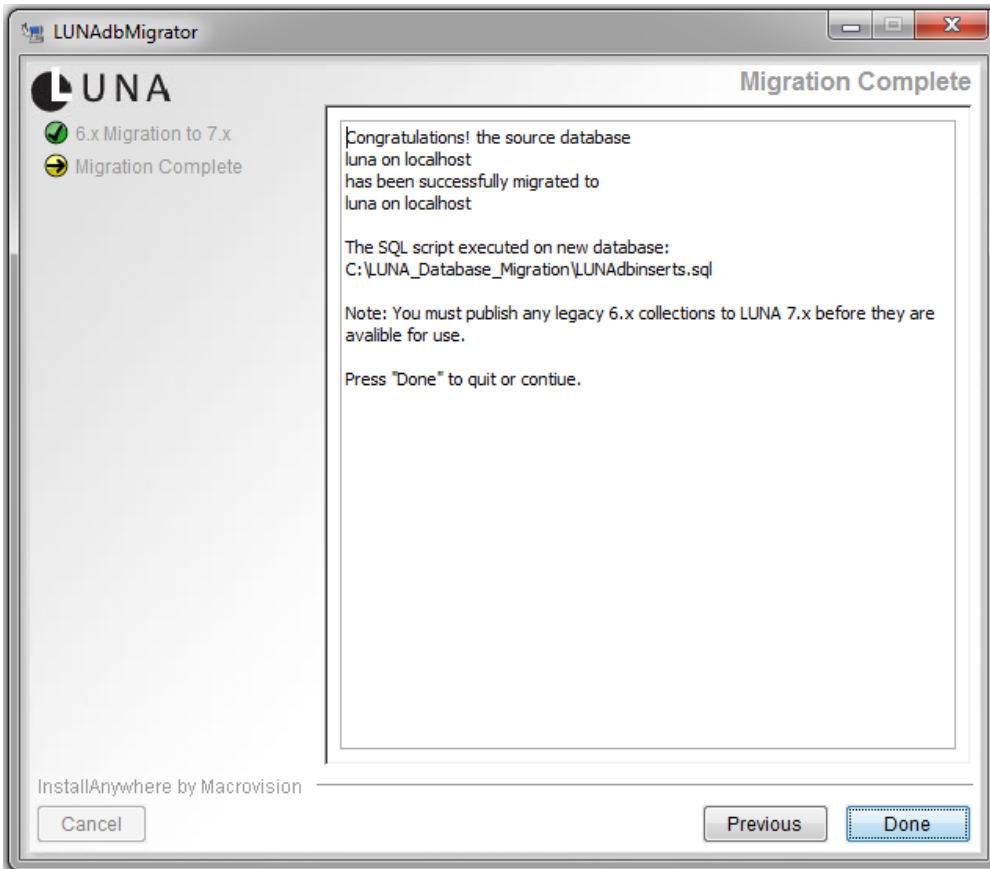 LUNAdbMigrator
LUNA
Migration Complete
6.x Migration to 7.x
Migration Complete
Congratulations! the source database
luna on localhost
has been successfully migrated to
luna on localhost
The SQL script executed on new database:
C:\LUNA_Database_Migration\LUNAdbinserts.sql
Note: You must publish any legacy 6.x collections to LUNA 7.x before they are
avalible for use.
Press "Done" to quit or contiue.
InstallAnywhere by Macrovision
Cancel
Previous
Done